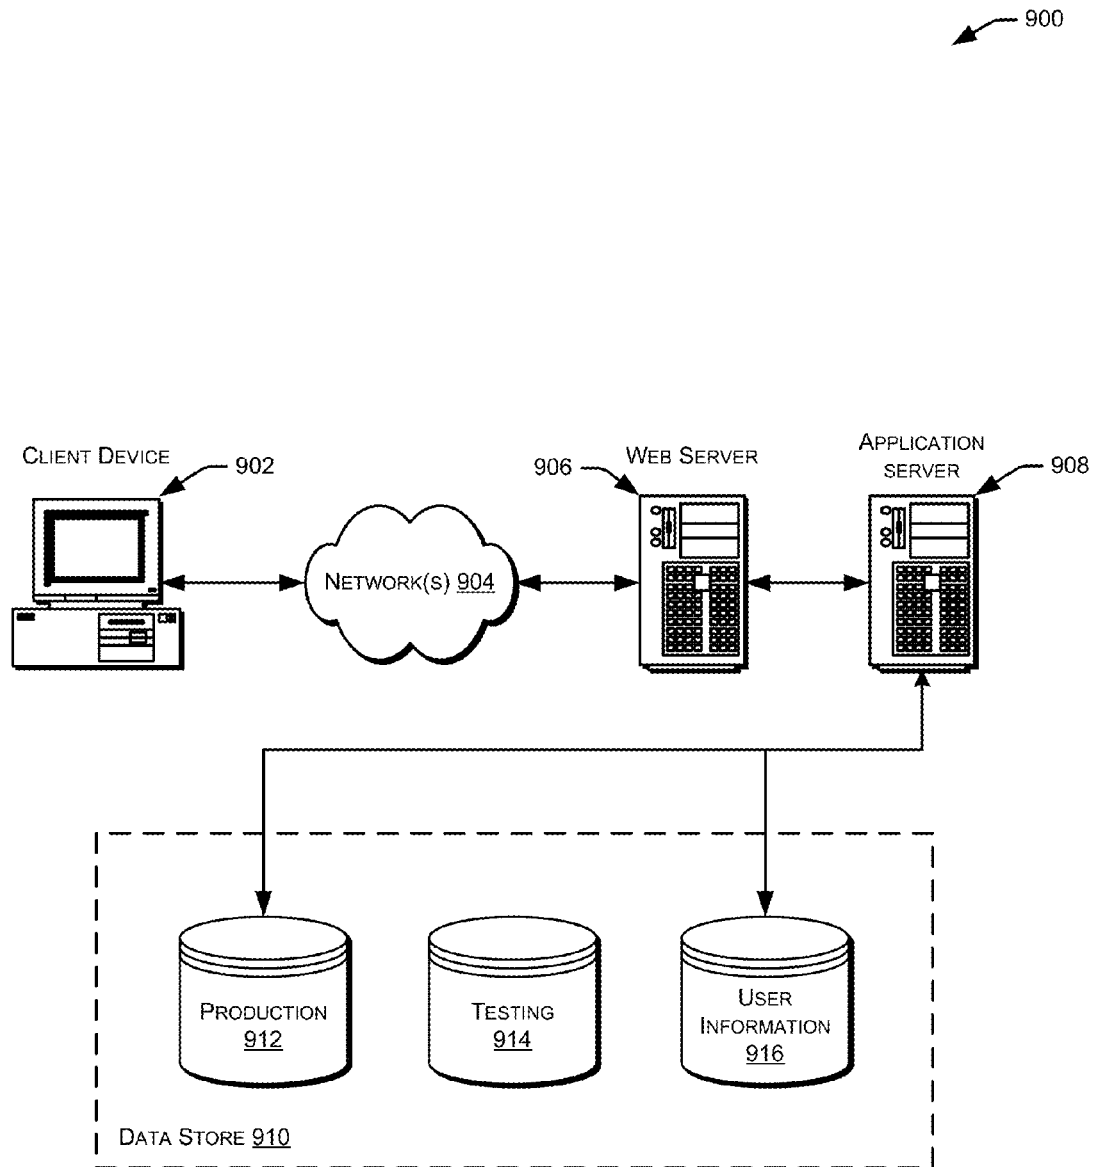 900
CLIENT DEVICE
902
906
WEB SERVER
APPLICATION
SERVER
908
NETWORK(S) 904
PRODUCTION
912
TESTING
914
USER
INFORMATION
916
DATA STORE 910